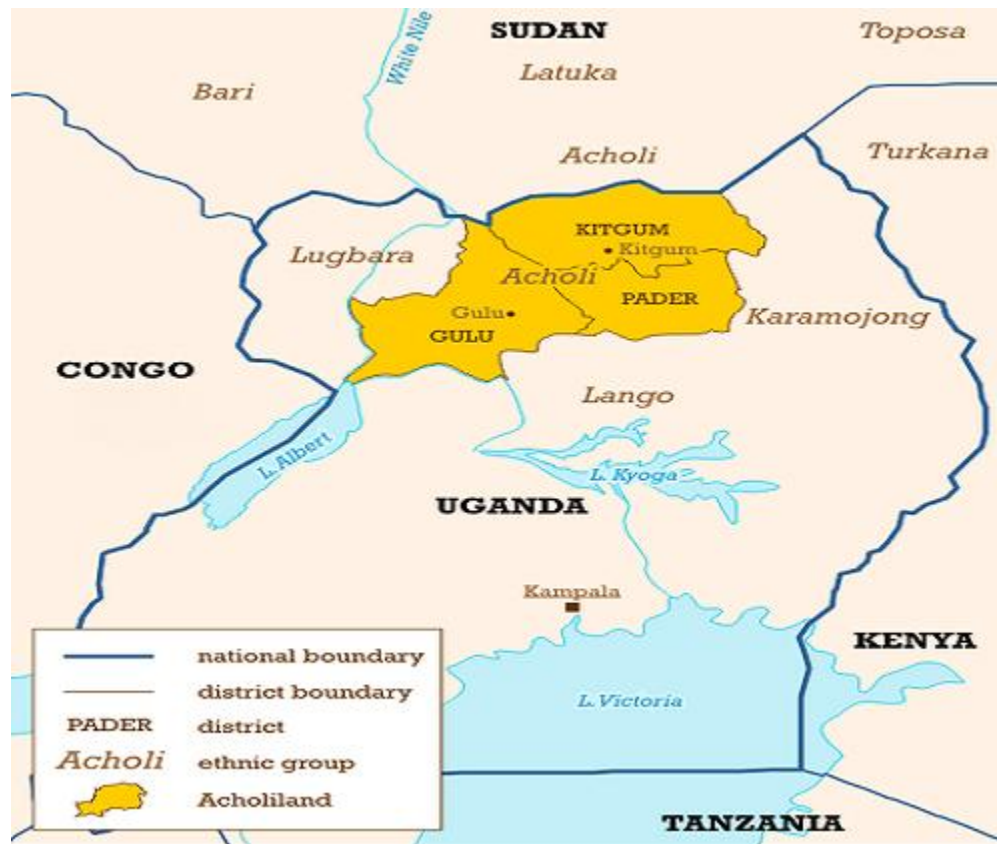 SUDAN
Toposa
White Nile
Latuka
Bari
Acholi
Turkana
KITGUM
Kitgum
Lugbara
Acholi
PADER
Gulu
GULU
Karamojong
CONGO
Lango
L. Albert
L. Kyoga
UGANDA
Kampala
KENYA
L. Victoria
national boundary
district boundary
PADER district
Acholi ethnic group
Acholiland
TANZANIA